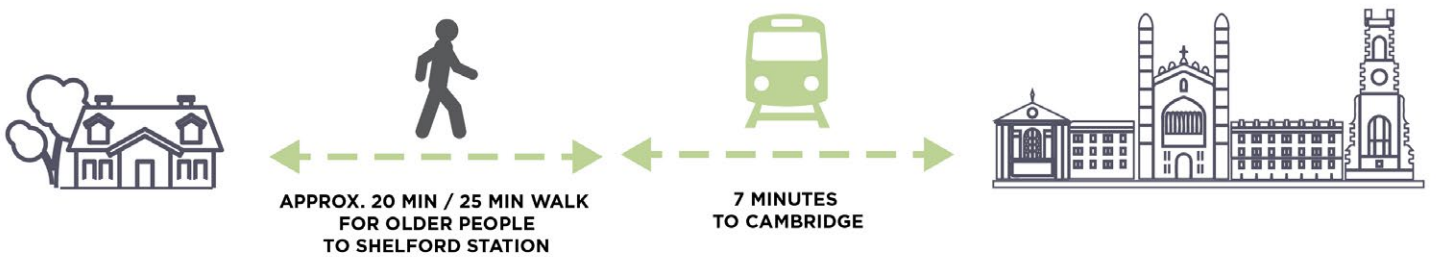 APPROX. 20 MIN / 25 MIN WALK
FOR OLDER PEOPLE
TO SHELFORD STATION
7 MINUTES
TO CAMBRIDGE